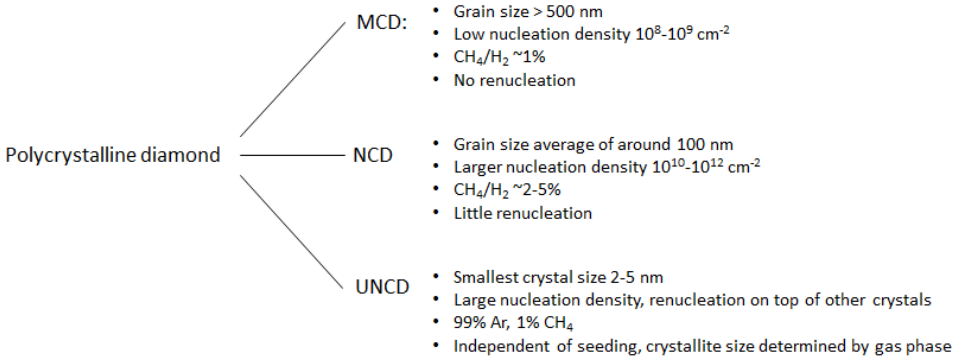 Polycrystalline diamond
MCD:
• Grain size > 500 nm
• Low nucleation density 10⁸-10⁹ cm⁻²
• CH₄/H₂ ~1%
• No renucleation
NCD
• Grain size average of around 100 nm
• Larger nucleation density 10¹⁰-10¹² cm⁻²
• CH₄/H₂ ~2-5%
• Little renucleation
UNCD
• Smallest crystal size 2-5 nm
• Large nucleation density, renucleation on top of other crystals
• 99% Ar, 1% CH₄
• Independent of seeding, crystallite size determined by gas phase